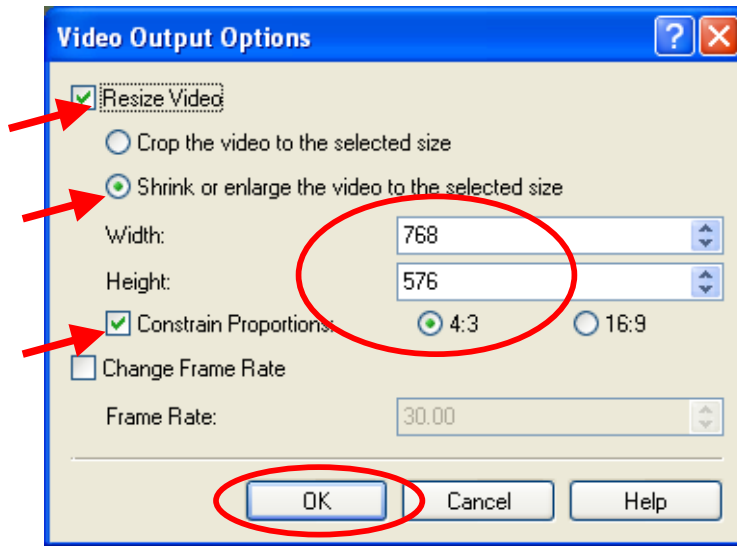 Video Output Options
Resize Video
Crop the video to the selected size
Shrink or enlarge the video to the selected size
Width: 768
Height: 576
Constrain Proportions: 4:3 16:9
Change Frame Rate
Frame Rate: 30.00
OK Cancel Help